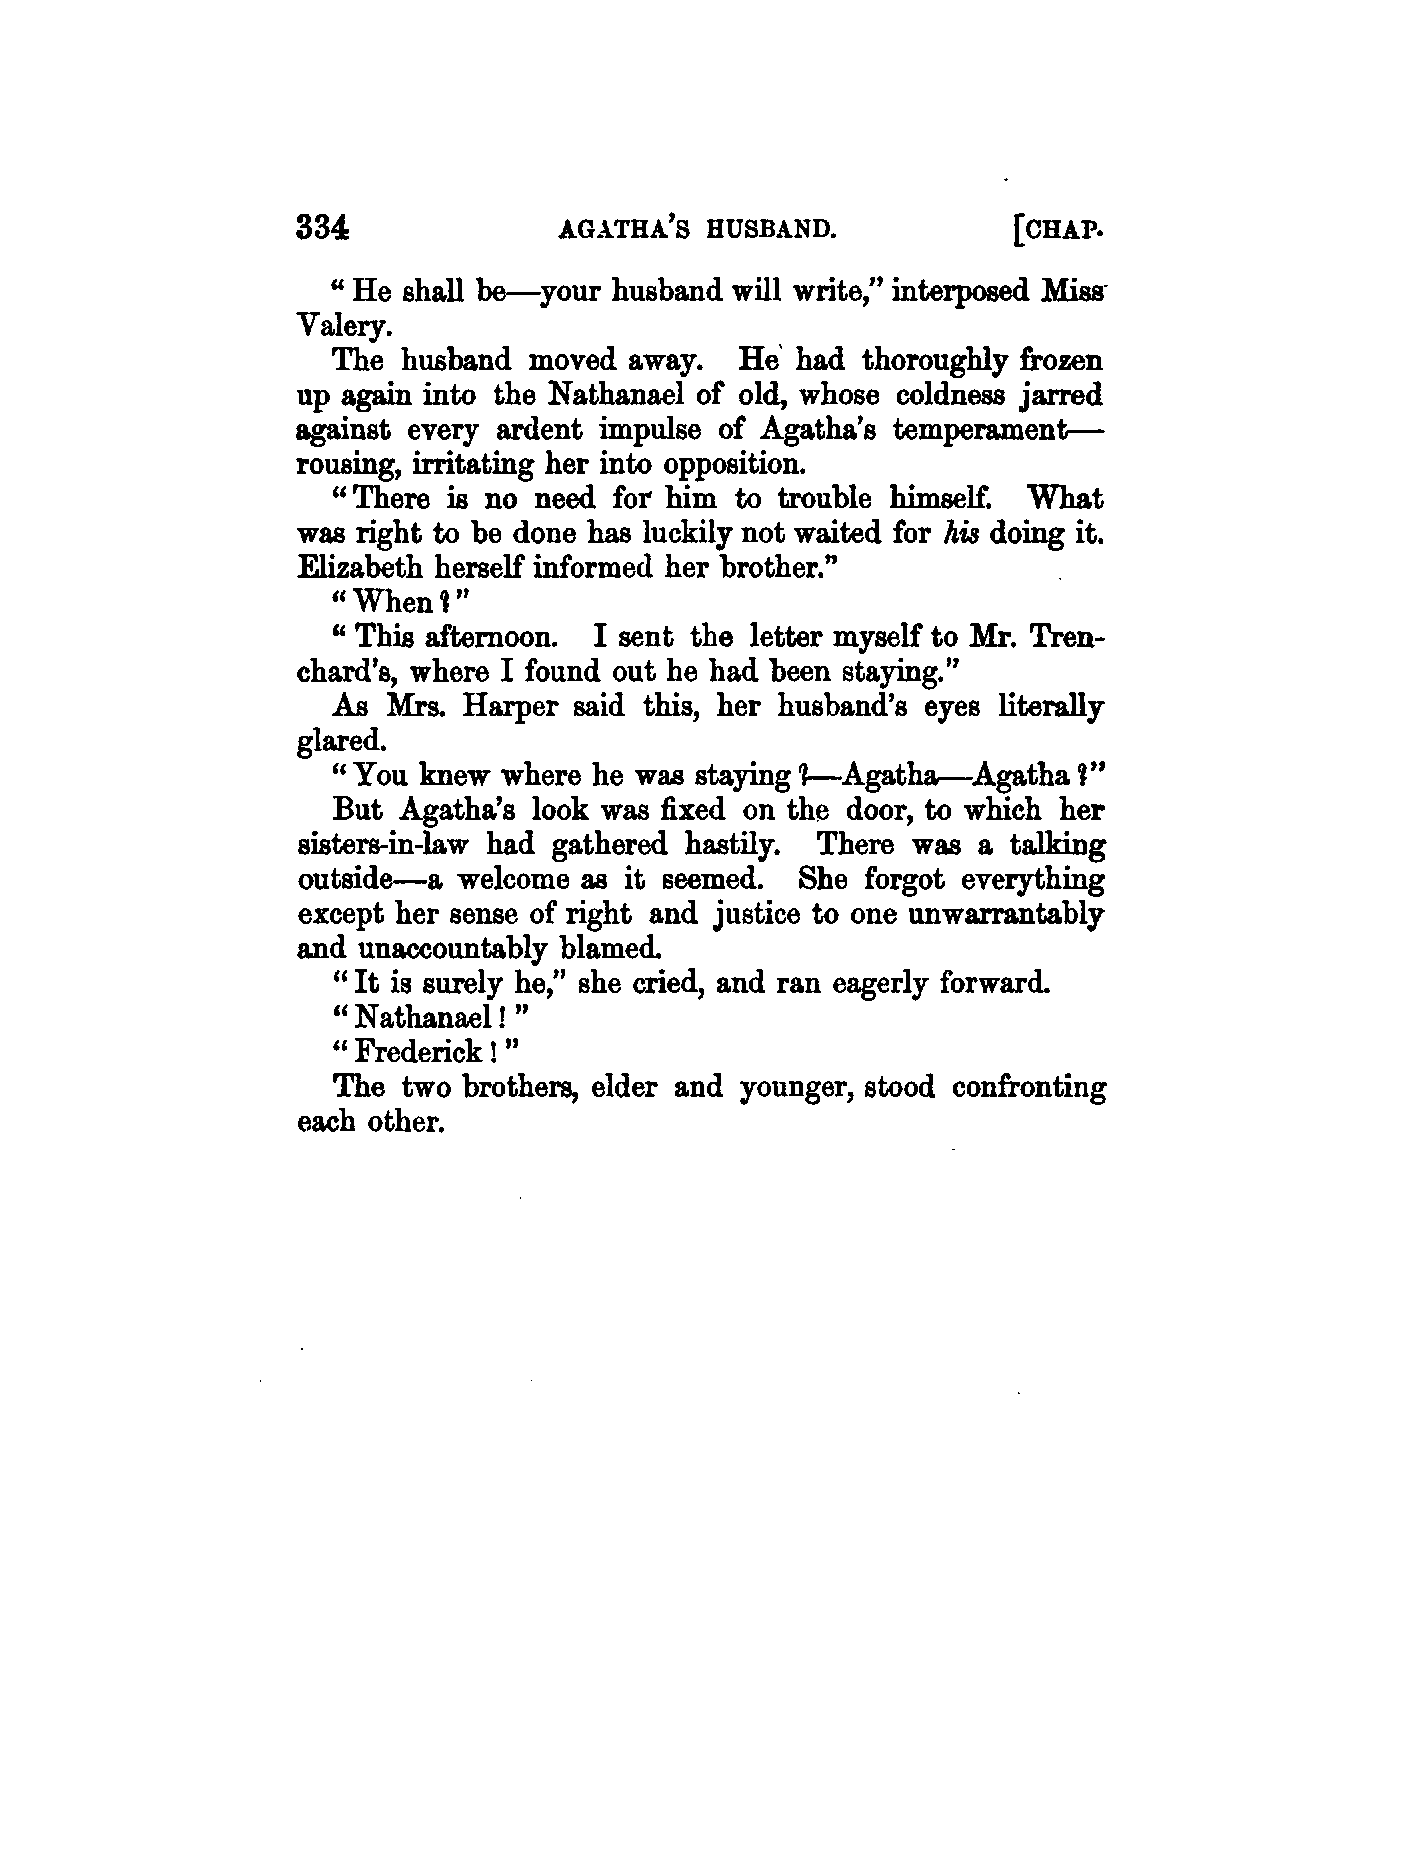 334 AGATHA'S HUSBAND. [CHAP.
“He shall be—your husband will write,” interposed Miss
Valery.
The husband moved away. He had thoroughly frozen
up again into the Nathanael of old, whose coldness jarred
against every ardent impulse of Agatha's temperament—
rousing, irritating her into opposition.
“There is no need for him to trouble himself. What
was right to be done has luckily not waited for his doing it.
Elizabeth herself informed her brother.”
“When?”
“This afternoon. I sent the letter myself to Mr. Tren-
chard's, where I found out he had been staying.”
As Mrs. Harper said this, her husband's eyes literally
glared.
“You knew where he was staying?—Agatha—Agatha?”
But Agatha's look was fixed on the door, to which her
sisters-in-law had gathered hastily. There was a talking
outside—a welcome as it seemed. She forgot everything
except her sense of right and justice to one unwarrantably
and unaccountably blamed.
“It is surely he,” she cried, and ran eagerly forward.
“Nathanael!”
“Frederick!”
The two brothers, elder and younger, stood confronting
each other.